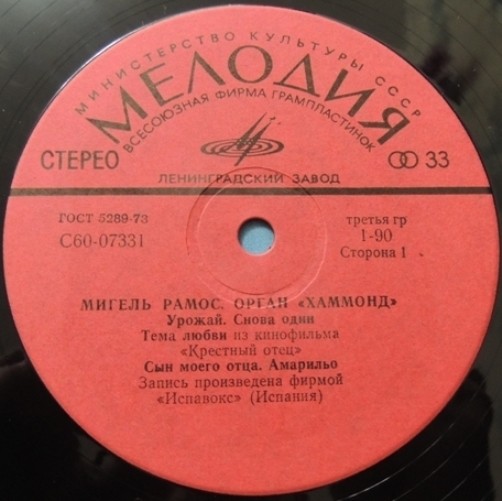 МИНИСТЕРСТВО КУЛЬТУРЫ СССР
МЕЛОДИЯ
ВСЕСОЮЗНАЯ ФИРМА ГРАМПЛАСТИНОК
СТЕРЕО 33
ЛЕНИНГРАДСКИЙ ЗАВОД
ГОСТ 5289-73 третья гр
С60-07331 1-90
Сторона 1
МИГЕЛЬ РАМОС. ОРГАН «ХАММОНД»
Урожай. Снова один
Тема любви из кинофильма
«Крестный отец»
Сын моего отца. Амарильо
Запись произведена фирмой
«Испавокс» (Испания)